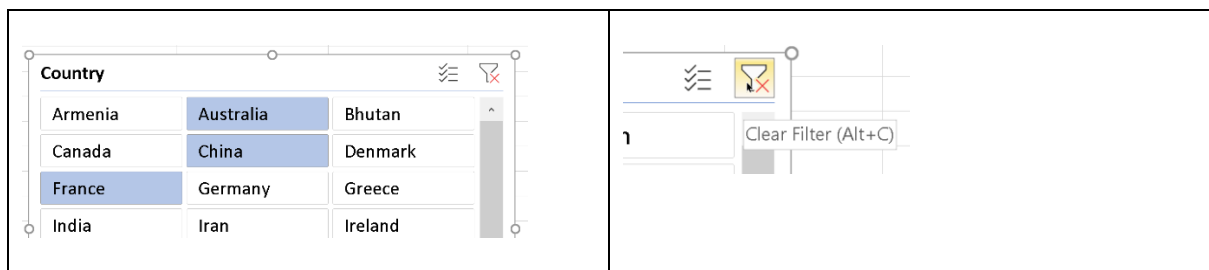 Country
Armenia Australia Bhutan
Canada China Denmark
France Germany Greece
India Iran Ireland
Clear Filter (Alt+C)